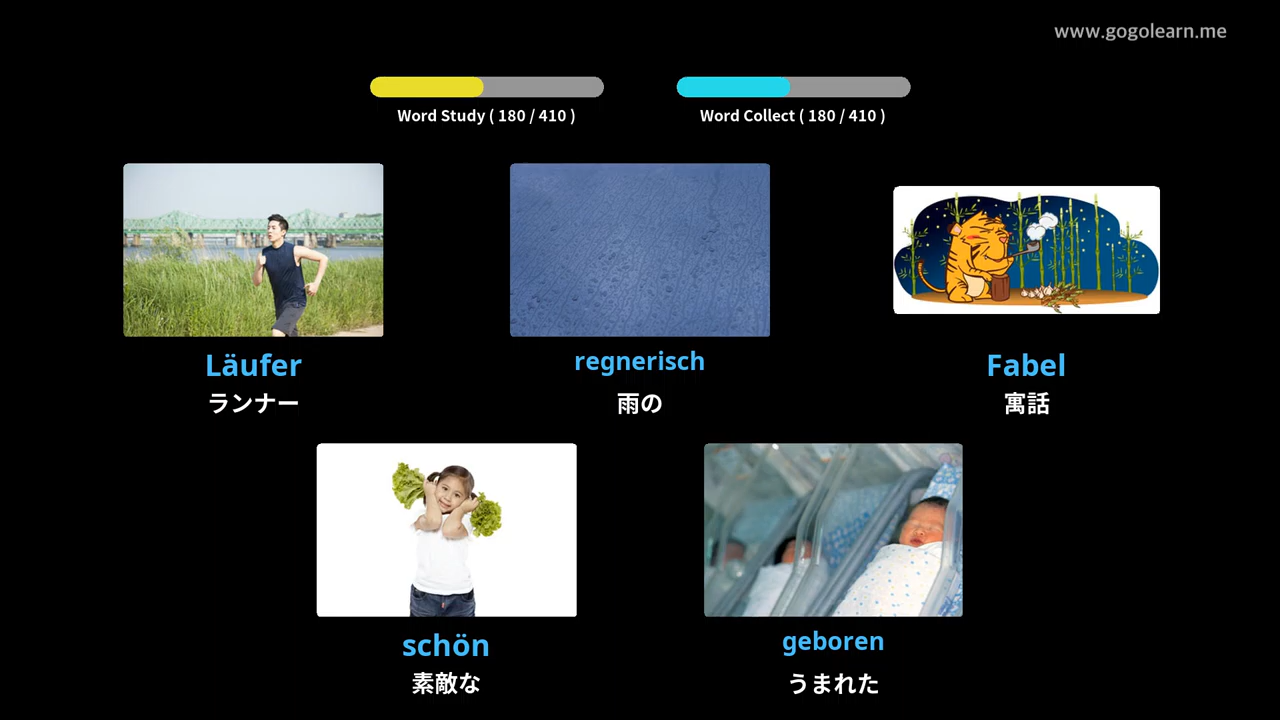 www.gogolearn.me
Word Study ( 180 / 410 )
Word Collect ( 180 / 410 )
Läufer
ランナー
regnerisch
雨の
Fabel
寓話
schön
素敵な
geboren
うまれた